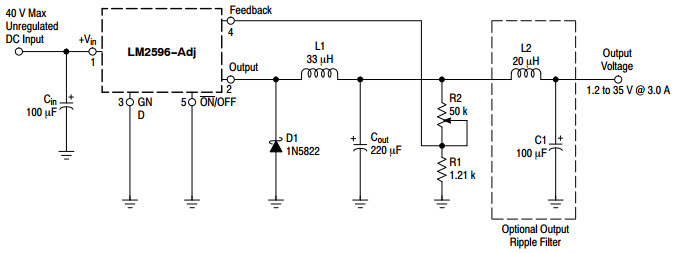 40 V Max
Unregulated
DC Input
+Vin
1
LM2596-Adj
Feedback
4
Output
2
3
GN
D
5
ON/OFF
Cin
100 µF
+
L1
33 µH
D1
1N5822
+
Cout
220 µF
R2
50 k
R1
1.21 k
L2
20 µH
C1
100 µF
+
Output
Voltage
1.2 to 35 V @ 3.0 A
Optional Output
Ripple Filter